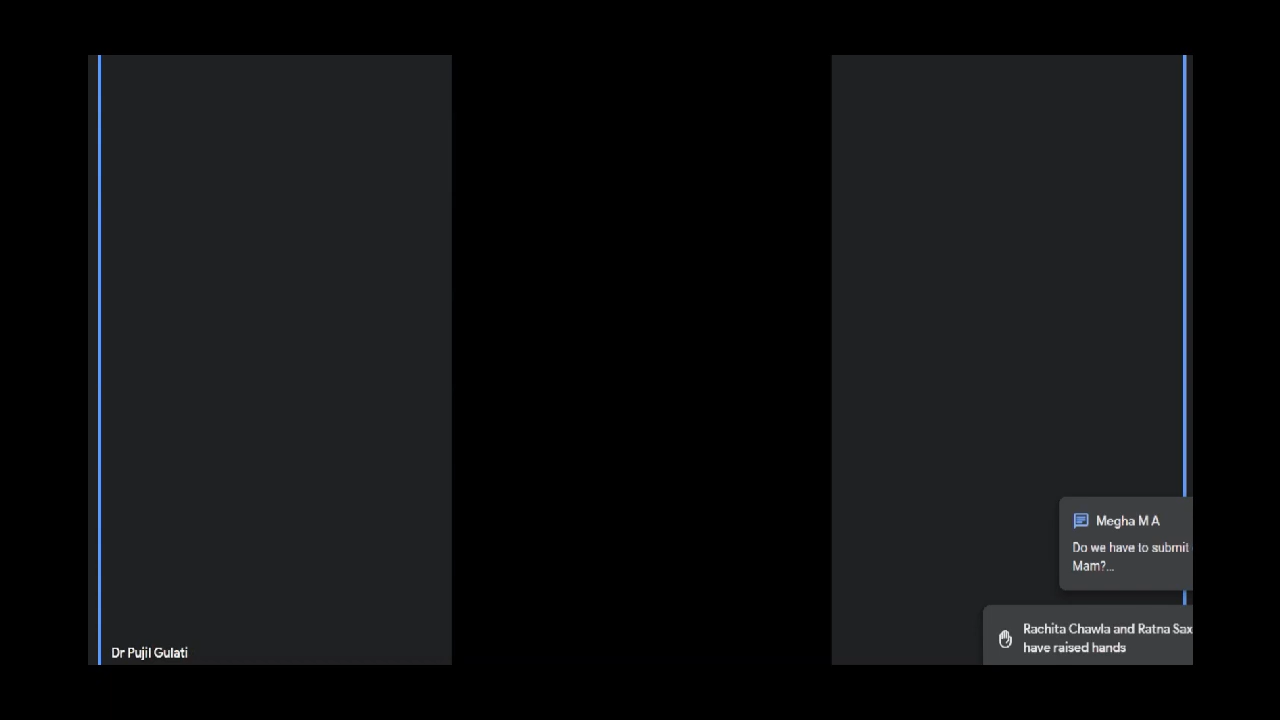 Megha M A
Do we have to submit
Mam?...
Rachita Chawla and Ratna Sax
have raised hands
Dr Pujil Gulati